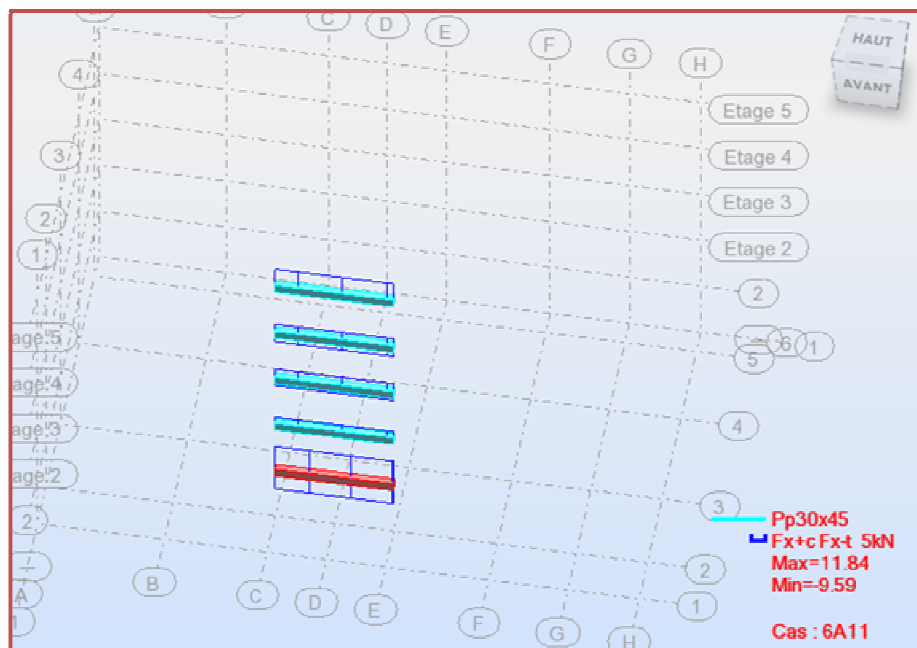 C
D
E
F
G
H
HAUT
AVANT
4
Etage 5
3
Etage 4
Etage 3
2
Etage 2
1
2
6
1
5
age 5
age 4
4
age 3
age 2
3
Pp30x45
2
Fx+c Fx-t 5kN
Max=11.84
2
Min=-9.59
B
C
D
E
1
A
F
G
H
1
Cas : 6A11